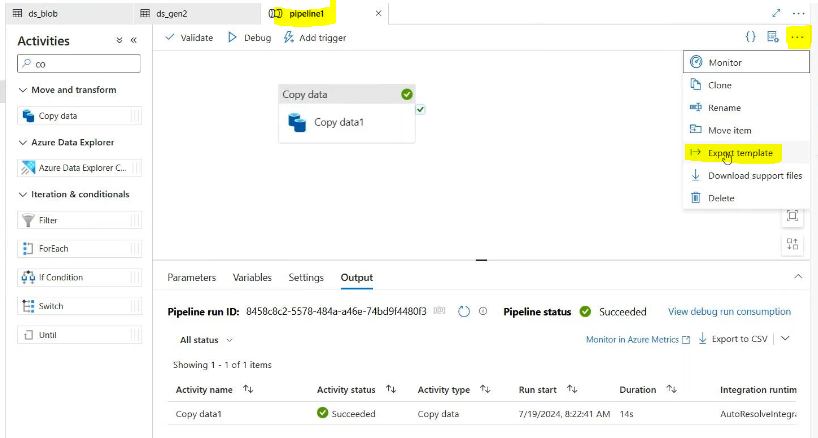 ds_blob ds_gen2 pipeline1
Activities
Validate Debug Add trigger
co
Move and transform
Copy data
Azure Data Explorer
Azure Data Explorer C...
Iteration & conditionals
Filter
ForEach
If Condition
Switch
Until
Copy data
Copy data1
Monitor
Clone
Rename
Move item
Export template
Download support files
Delete
Parameters Variables Settings Output
Pipeline run ID: 8458c8c2-5578-484a-a46e-74bd9f4480f3 Pipeline status Succeeded View debug run consumption
All status Monitor in Azure Metrics Export to CSV
Showing 1 - 1 of 1 items
Activity name Activity status Activity type Run start Duration Integration runtim
Copy data1 Succeeded Copy data 7/19/2024, 8:22:41 AM 14s AutoResolveIntegra